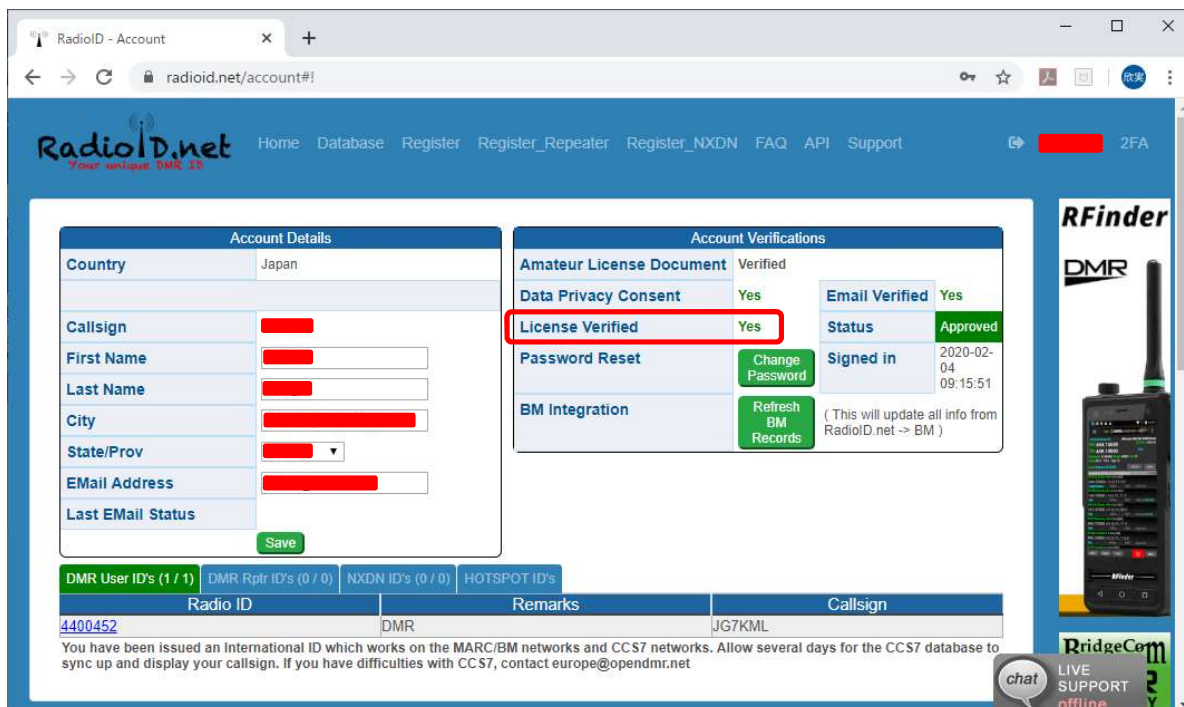 RadioID - Account
radioid.net/account#!
欣実
RadioID.net
Your unique DMR ID
Home Database Register Register_Repeater Register_NXDN FAQ API Support 2FA
Account Details
Country Japan
Callsign
First Name
Last Name
City
State/Prov
EMail Address
Last EMail Status
Save
Account Verifications
Amateur License Document Verified
Data Privacy Consent Yes Email Verified Yes
License Verified Yes Status Approved
Password Reset Change Password Signed in 2020-02-04 09:15:51
BM Integration Refresh BM Records ( This will update all info from RadioID.net -> BM )
DMR User ID's (1 / 1) DMR Rptr ID's (0 / 0) NXDN ID's (0 / 0) HOTSPOT ID's
Radio ID Remarks Callsign
4400452 DMR JG7KML
You have been issued an International ID which works on the MARC/BM networks and CCS7 networks. Allow several days for the CCS7 database to
sync up and display your callsign. If you have difficulties with CCS7, contact europe@opendmr.net
RFinder
DMR
RFinder
BridgeCom
chat
LIVE
SUPPORT
offline